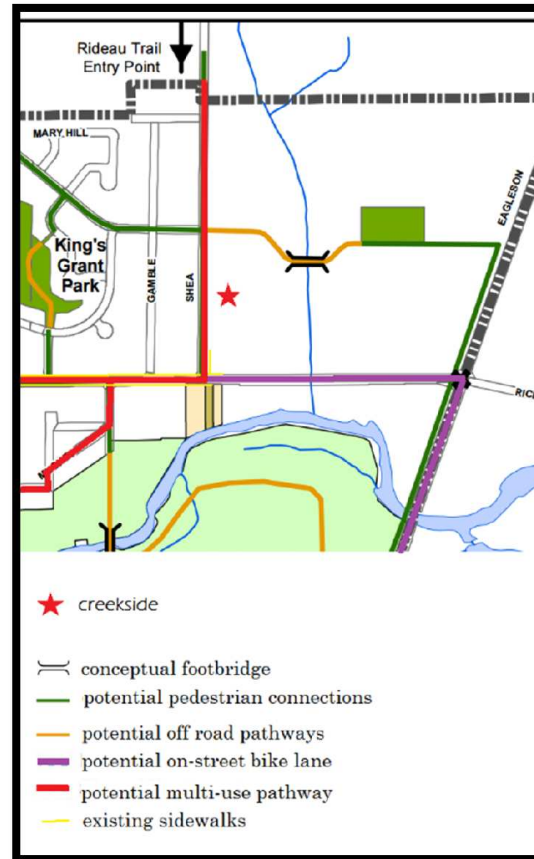 Rideau Trail
Entry Point
MARY HILL
EAGLESON
King's
Grant
Park
GAMBLE
SHEA
RIC
creekside
conceptual footbridge
potential pedestrian connections
potential off road pathways
potential on-street bike lane
potential multi-use pathway
existing sidewalks